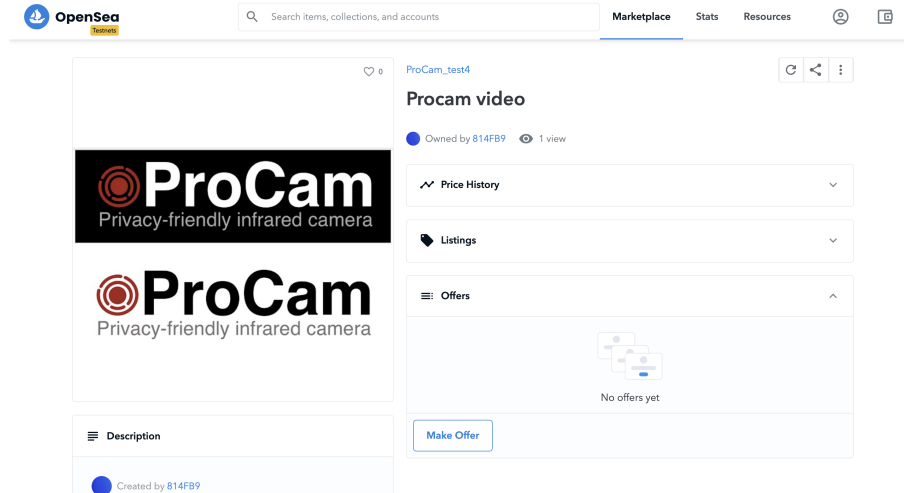 OpenSea
Testnets
Search items, collections, and accounts
Marketplace Stats Resources
0
ProCam
Privacy-friendly infrared camera
ProCam
Privacy-friendly infrared camera
Description
Created by 814FB9
ProCam_test4
Procam video
Owned by 814FB9 1 view
Price History
Listings
Offers
No offers yet
Make Offer